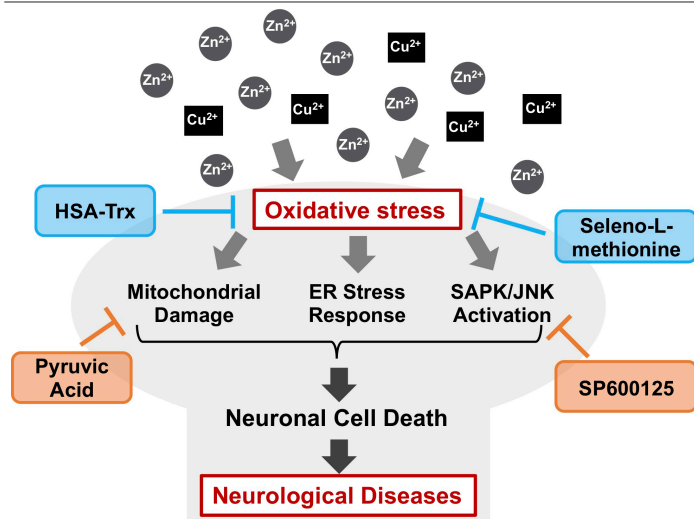 Zn²⁺
Zn²⁺
Cu²⁺
Zn²⁺
Zn²⁺
Zn²⁺
Zn²⁺
Cu²⁺
Zn²⁺
Cu²⁺
Cu²⁺
Cu²⁺
Zn²⁺
Zn²⁺
Zn²⁺
HSA-Trx
Oxidative stress
Seleno-L-
methionine
Mitochondrial
Damage
ER Stress
Response
SAPK/JNK
Activation
Pyruvic
Acid
SP600125
Neuronal Cell Death
Neurological Diseases